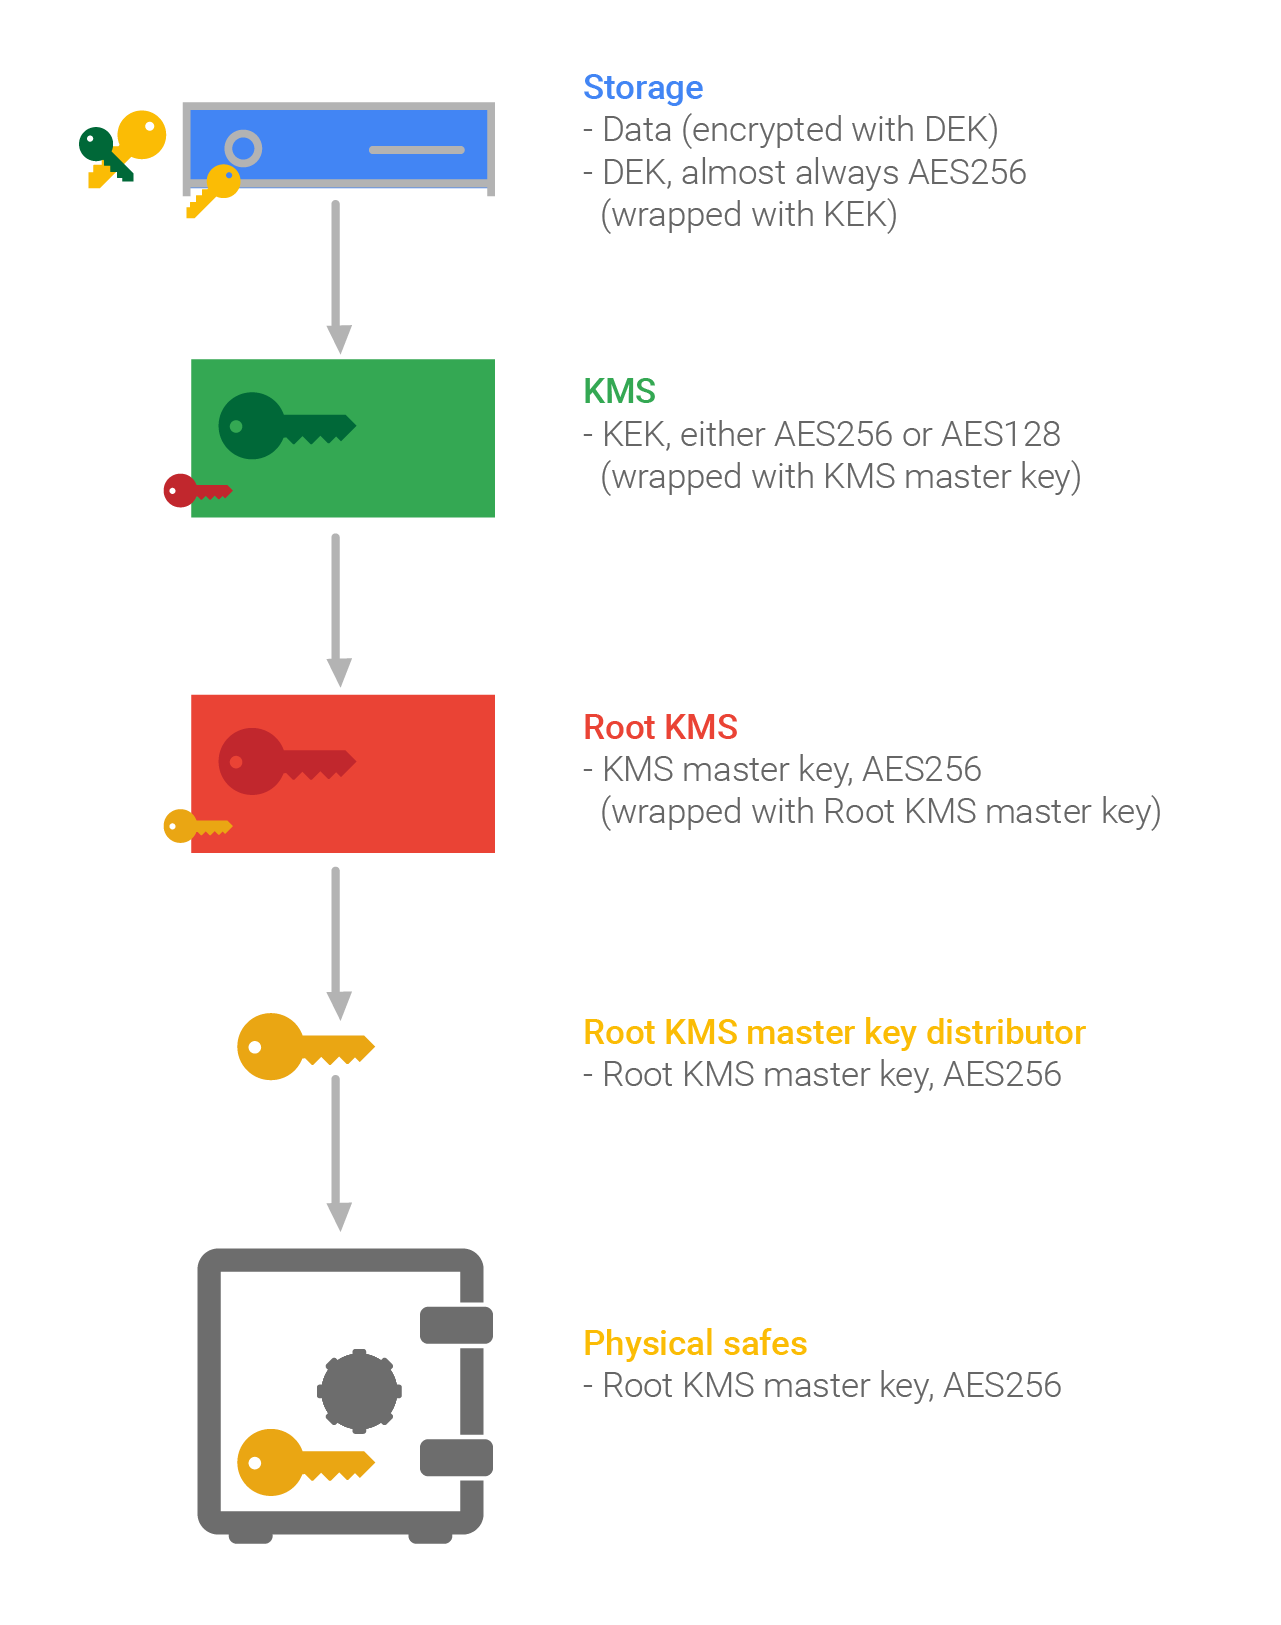 Storage
- Data (encrypted with DEK)
- DEK, almost always AES256
(wrapped with KEK)
KMS
- KEK, either AES256 or AES128
(wrapped with KMS master key)
Root KMS
- KMS master key, AES256
(wrapped with Root KMS master key)
Root KMS master key distributor
- Root KMS master key, AES256
Physical safes
- Root KMS master key, AES256